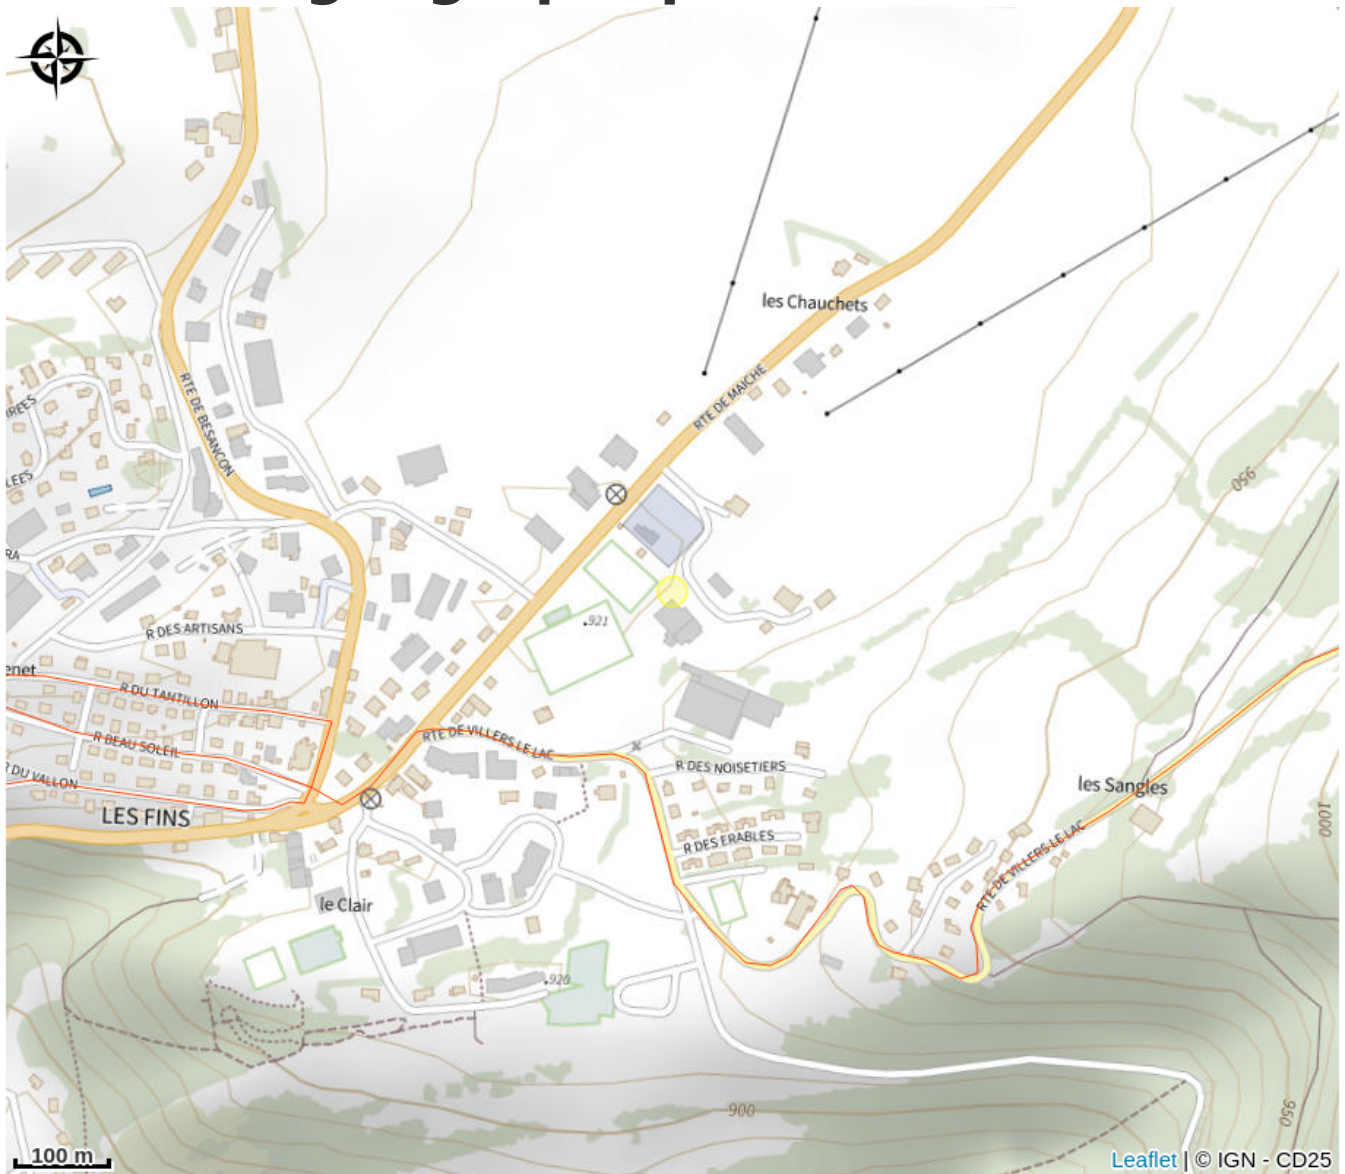 les Chauchets
RTE DE MAICHE
RTE DE BESANCON
950
921
R DES ARTISANS
R DU TANTILLON
R BEAU SOLEIL
R DU VALLON
LES FINS
RTE DE VILLERS LE LAC
R DES NOISETIERS
les Sangles
1000
R DES ERABLES
RTE DE VILLERS LE LAC
le Clair
920
900
950
100 m
Leaflet | © IGN - CD25